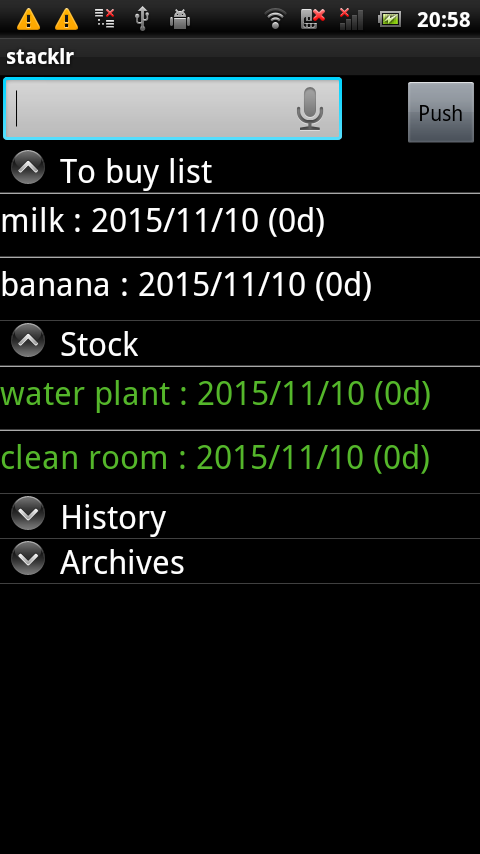 20:58
stacklr
Push
To buy list
milk : 2015/11/10 (0d)
banana : 2015/11/10 (0d)
Stock
water plant : 2015/11/10 (0d)
clean room : 2015/11/10 (0d)
History
Archives